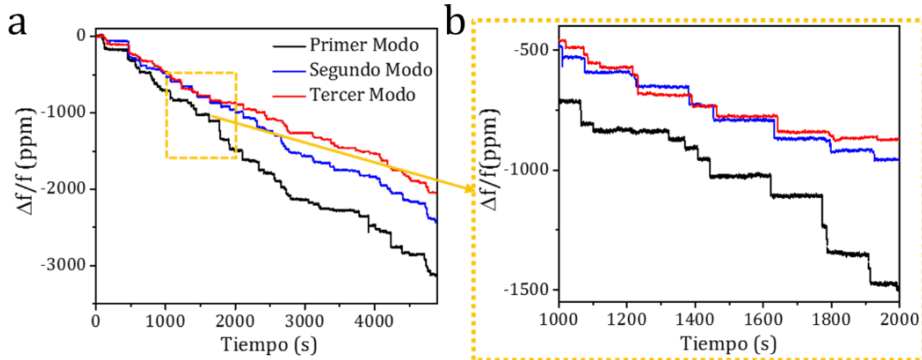 a
0
-1000
-2000
-3000
Δf/f (ppm)
Primer Modo
Segundo Modo
Tercer Modo
0 1000 2000 3000 4000
Tiempo (s)
b
-500
-1000
-1500
Δf/f (ppm)
1000 1200 1400 1600 1800 2000
Tiempo (s)